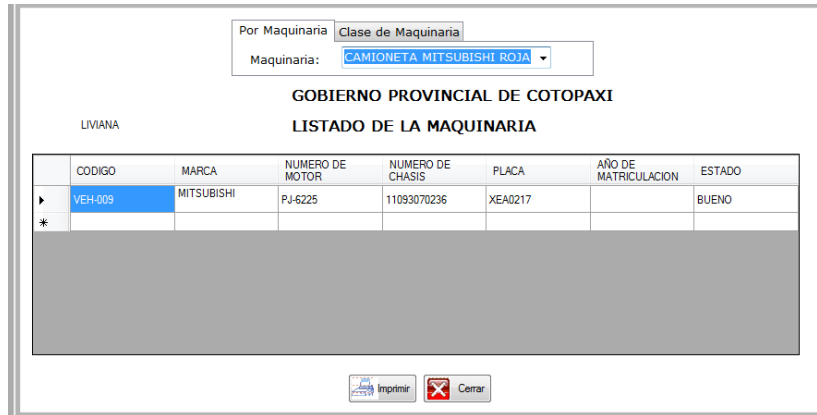 Por Maquinaria Clase de Maquinaria
Maquinaria: CAMIONETA MITSUBISHI ROJA
GOBIERNO PROVINCIAL DE COTOPAXI
LIVIANA LISTADO DE LA MAQUINARIA
CODIGO MARCA NUMERO DE MOTOR NUMERO DE CHASIS PLACA AÑO DE MATRICULACION ESTADO
VEH-009 MITSUBISHI PJ-6225 11093070236 XEA0217 BUENO
Imprimir Cerrar